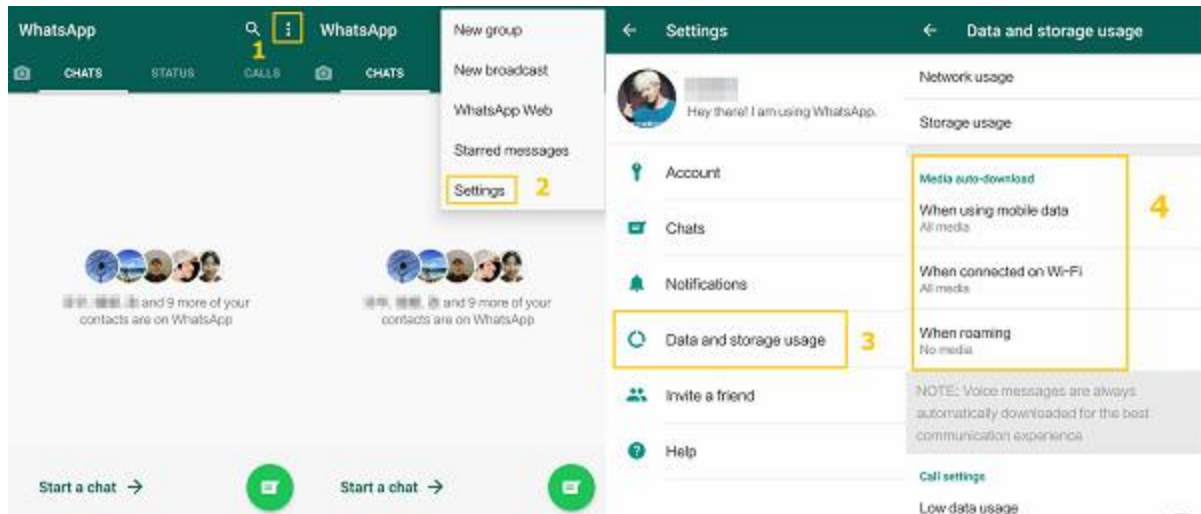 WhatsApp
1
CHATS STATUS CALLS
and 9 more of your
contacts are on WhatsApp
Start a chat →
WhatsApp
CHATS
New group
New broadcast
WhatsApp Web
Starred messages
Settings 2
and 9 more of your
contacts are on WhatsApp
Start a chat →
← Settings
Hey there! I am using WhatsApp.
Account
Chats
Notifications
Data and storage usage 3
Invite a friend
Help
← Data and storage usage
Network usage
Storage usage
Media auto-download
4
When using mobile data
All media
When connected on Wi-Fi
All media
When roaming
No media
NOTE: Voice messages are always
automatically downloaded for the best
communication experience
Call settings
Low data usage